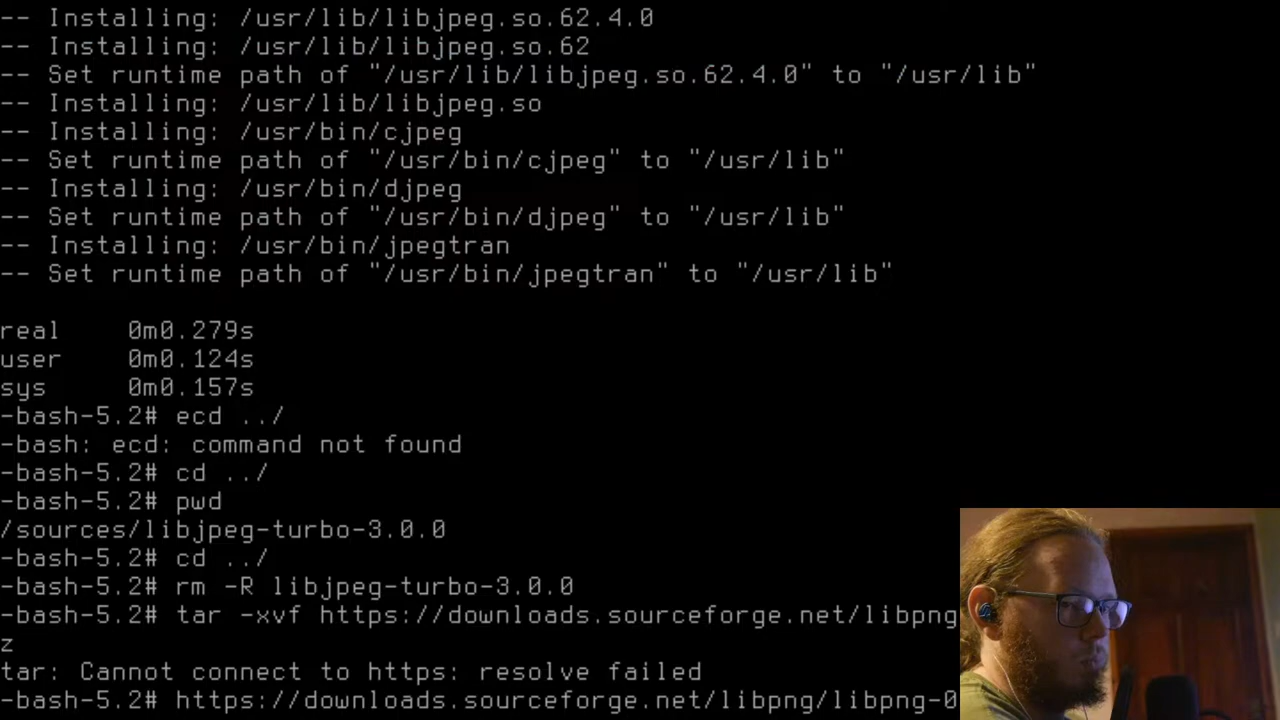 -- Installing: /usr/lib/libjpeg.so.62.4.0
-- Installing: /usr/lib/libjpeg.so.62
-- Set runtime path of "/usr/lib/libjpeg.so.62.4.0" to "/usr/lib"
-- Installing: /usr/lib/libjpeg.so
-- Installing: /usr/bin/cjpeg
-- Set runtime path of "/usr/bin/cjpeg" to "/usr/lib"
-- Installing: /usr/bin/djpeg
-- Set runtime path of "/usr/bin/djpeg" to "/usr/lib"
-- Installing: /usr/bin/jpegtran
-- Set runtime path of "/usr/bin/jpegtran" to "/usr/lib"
real 0m0.279s
user 0m0.124s
sys 0m0.157s
-bash-5.2# ecd ../
-bash: ecd: command not found
-bash-5.2# cd ../
-bash-5.2# pwd
/sources/libjpeg-turbo-3.0.0
-bash-5.2# cd ../
-bash-5.2# rm -R libjpeg-turbo-3.0.0
-bash-5.2# tar -xvf https://downloads.sourceforge.net/libpng
z
tar: Cannot connect to https: resolve failed
-bash-5.2# https://downloads.sourceforge.net/libpng/libpng-0